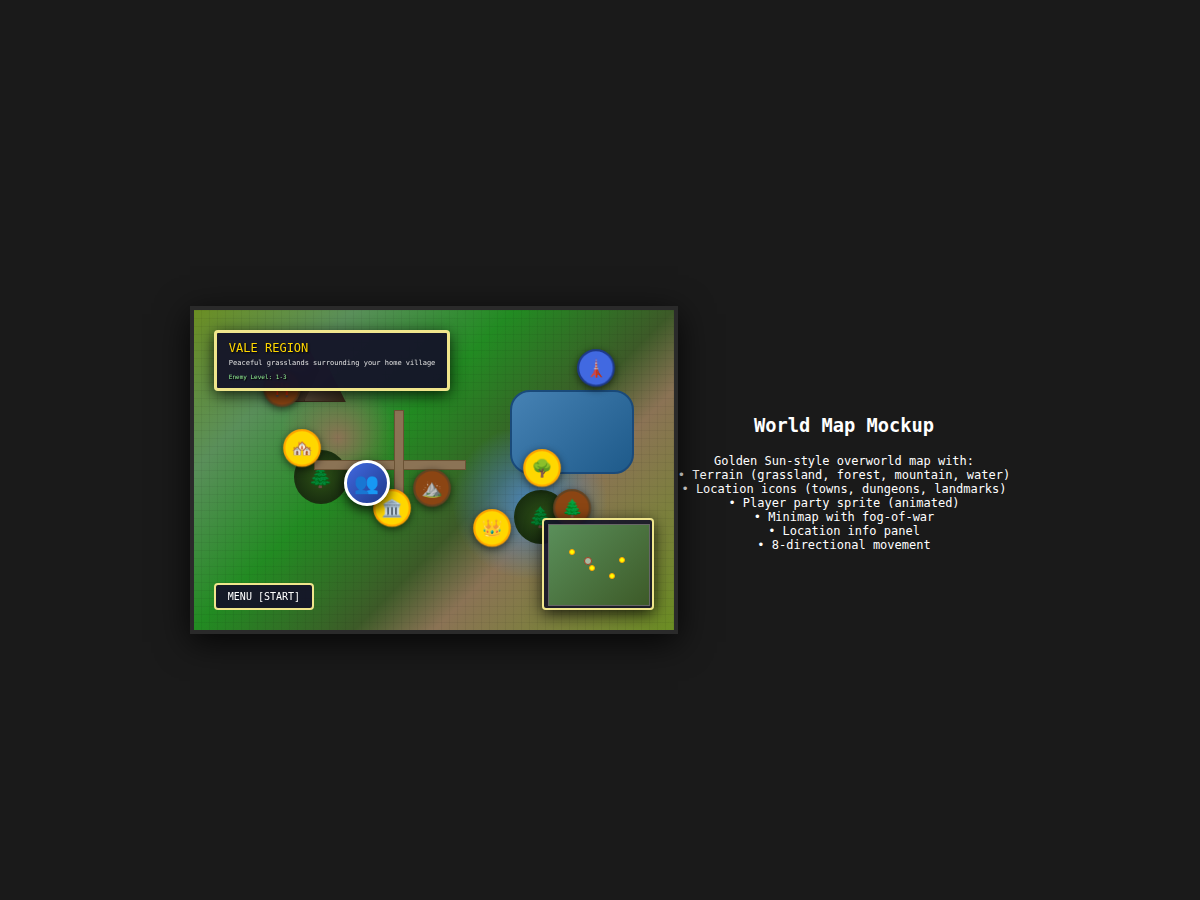 VALE REGION
Peaceful grasslands surrounding your home village
Enemy Level: 1-3
MENU [START]
World Map Mockup
Golden Sun-style overworld map with:
• Terrain (grassland, forest, mountain, water)
• Location icons (towns, dungeons, landmarks)
• Player party sprite (animated)
• Minimap with fog-of-war
• Location info panel
• 8-directional movement